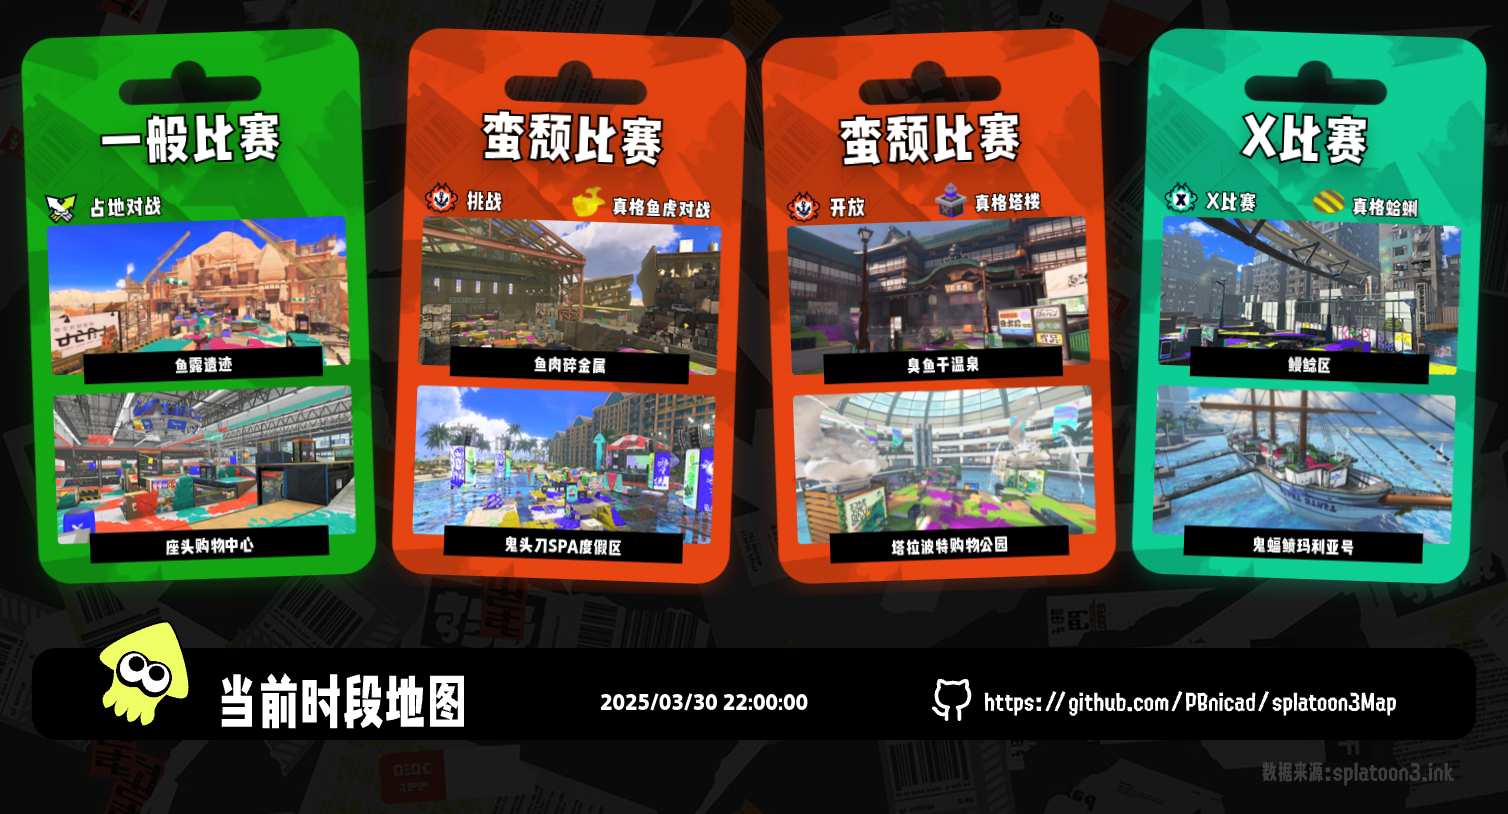 一般比赛
占地对战
鱼露遗迹
座头购物中心
蛮颓比赛
挑战
真格鱼虎对战
鱼肉碎金属
鬼头刀SPA度假区
蛮颓比赛
开放
真格塔楼
臭鱼干温泉
塔拉波特购物公园
X比赛
X比赛
真格蛤蜊
鳗鲶区
鬼蝠鲼玛利亚号
当前时段地图
2025/03/30 22:00:00
https://github.com/PBnicad/splatoon3Map
数据来源:splatoon3.ink